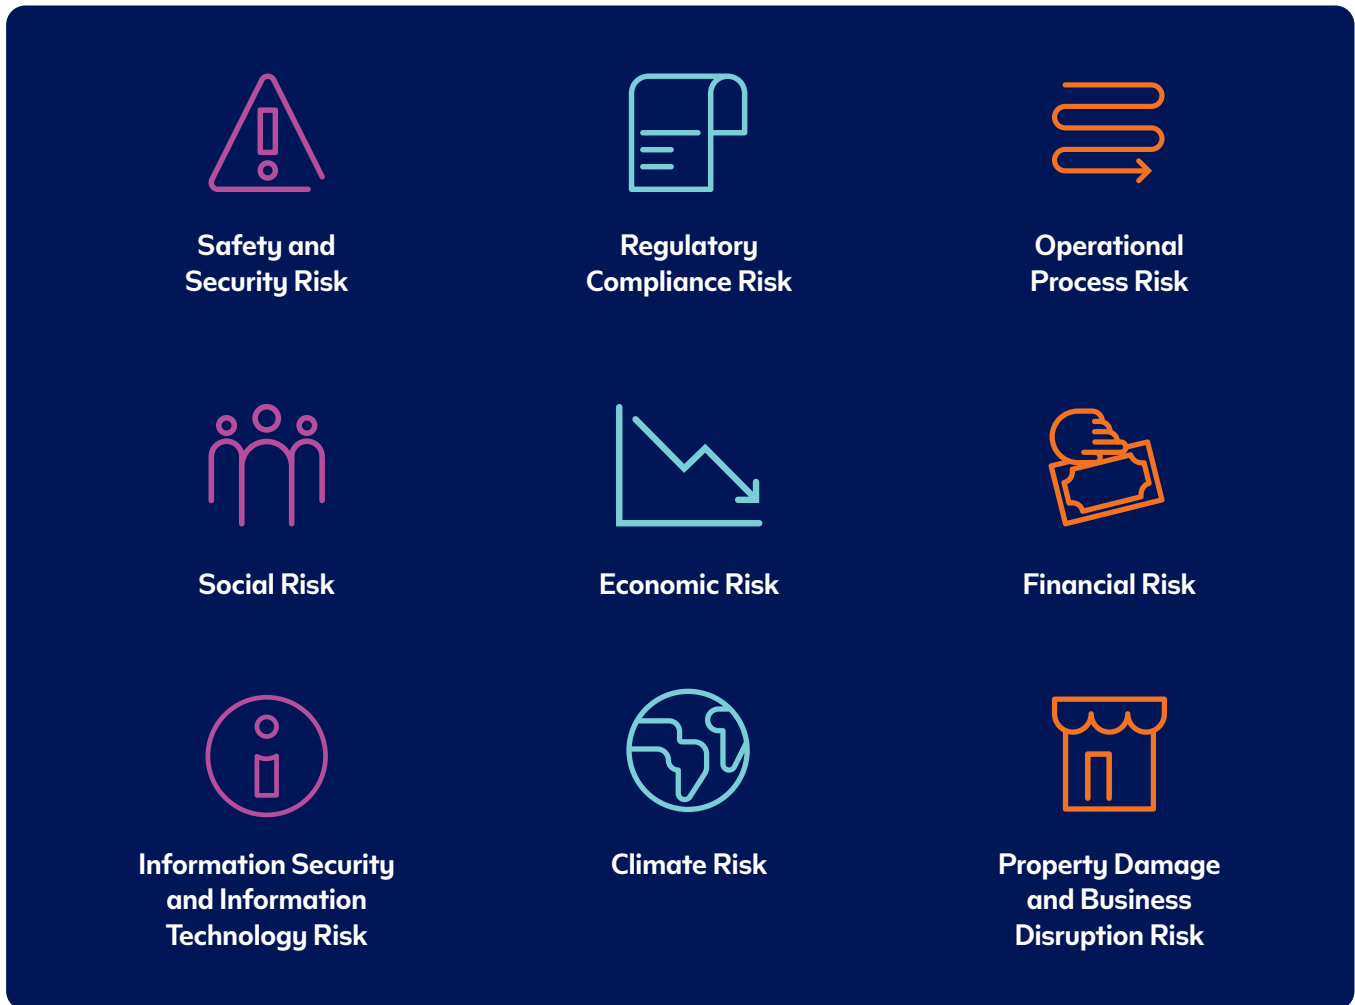 Safety and
Security Risk
Regulatory
Compliance Risk
Operational
Process Risk
Social Risk
Economic Risk
Financial Risk
Information Security
and Information
Technology Risk
Climate Risk
Property Damage
and Business
Disruption Risk